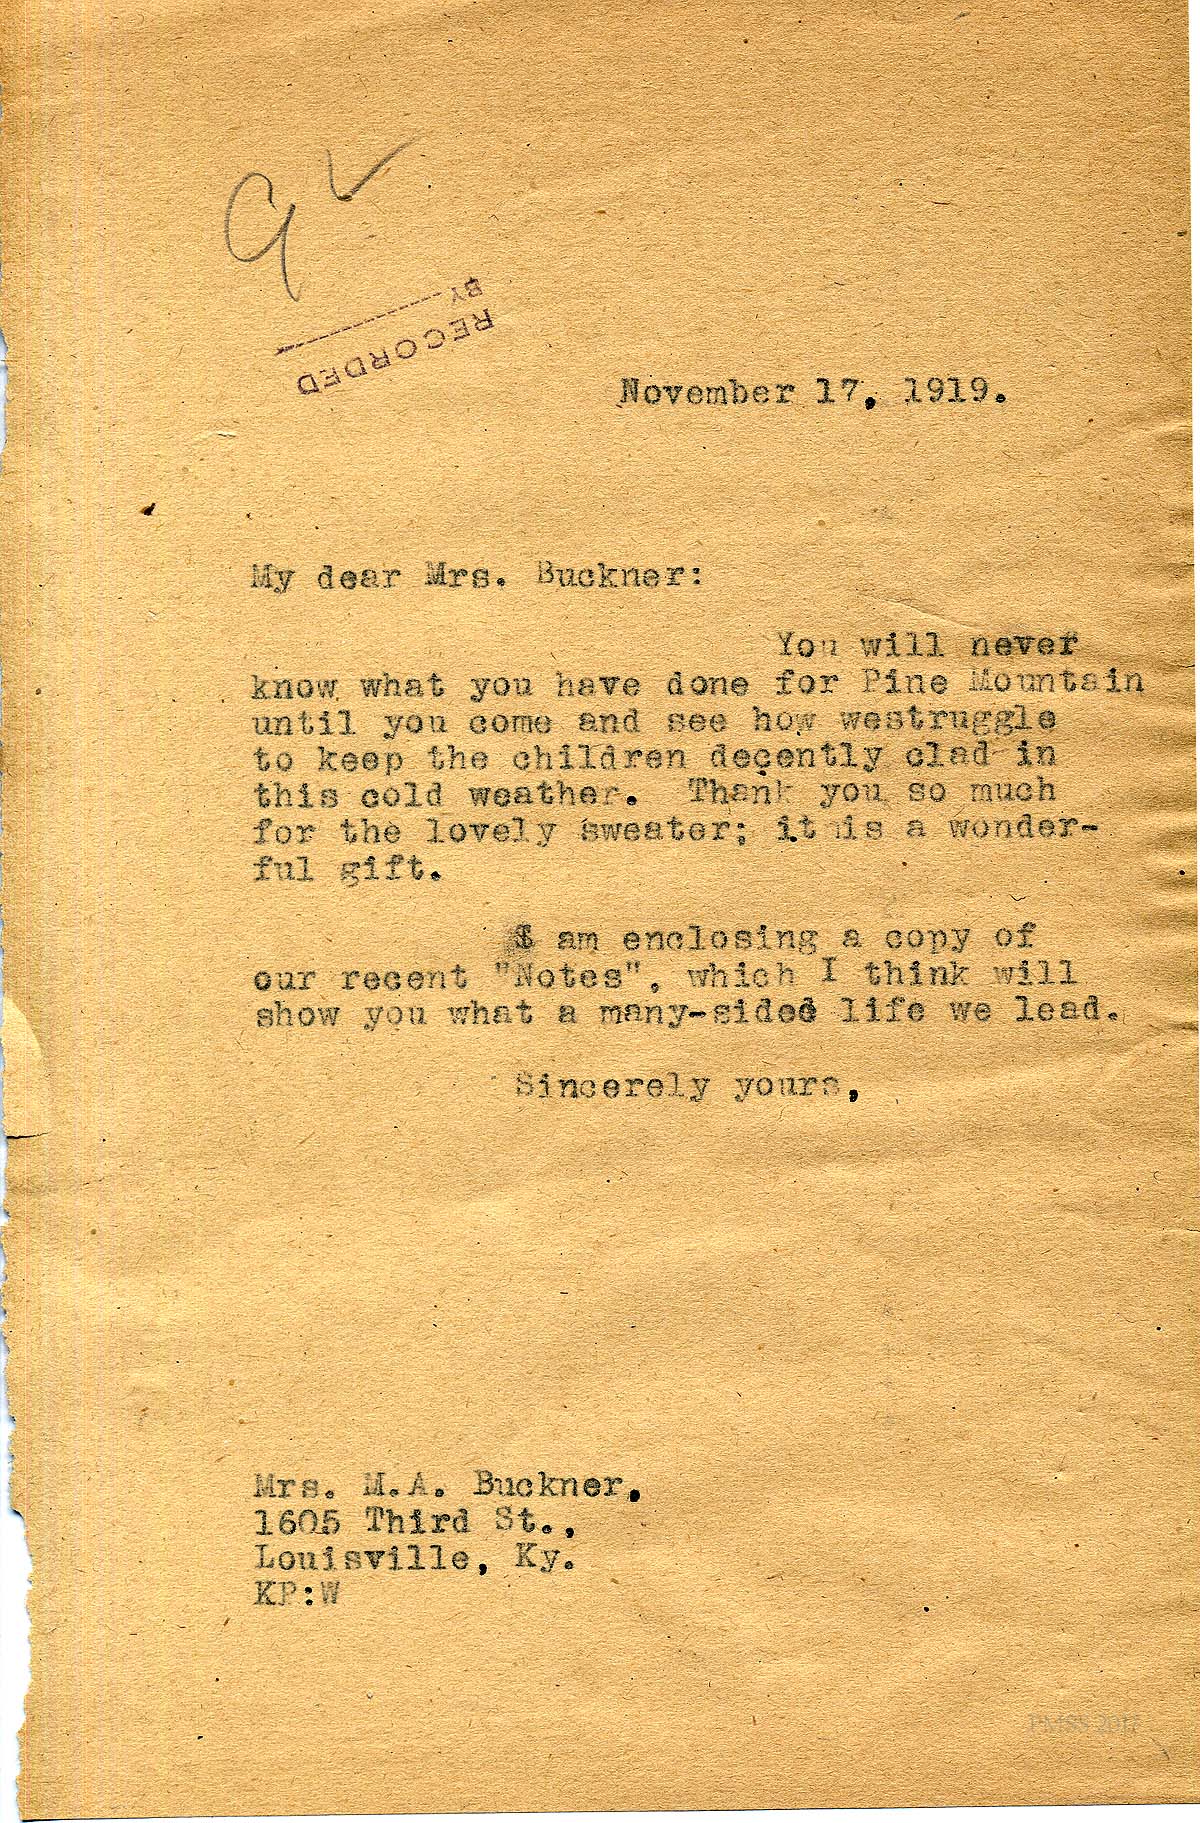 G
RECORDED
BY
November 17, 1919.
My dear Mrs. Buckner:
You will never
know what you have done for Pine Mountain
until you come and see how westruggle
to keep the children decently clad in
this cold weather. Thank you so much
for the lovely sweater; it is a wonder-
ful gift.
I am enclosing a copy of
our recent "Notes", which I think will
show you what a many-sided life we lead.
Sincerely yours,
Mrs. M.A. Buckner,
1605 Third St.,
Louisville, Ky.
KP:W
PMSS 2017